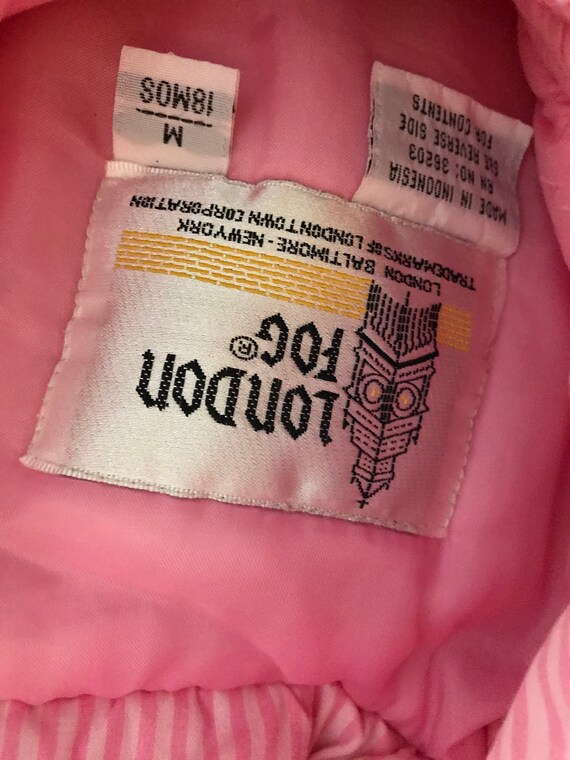 LONDON
FOG®
LONDON BALTIMORE-NEWYORK
TRADEMARKS OF LONDONTOWN CORPORATION
MADE IN INDONESIA
RN NO: 36203
SEE REVERSE SIDE
FOR CONTENTS
M
18MOS